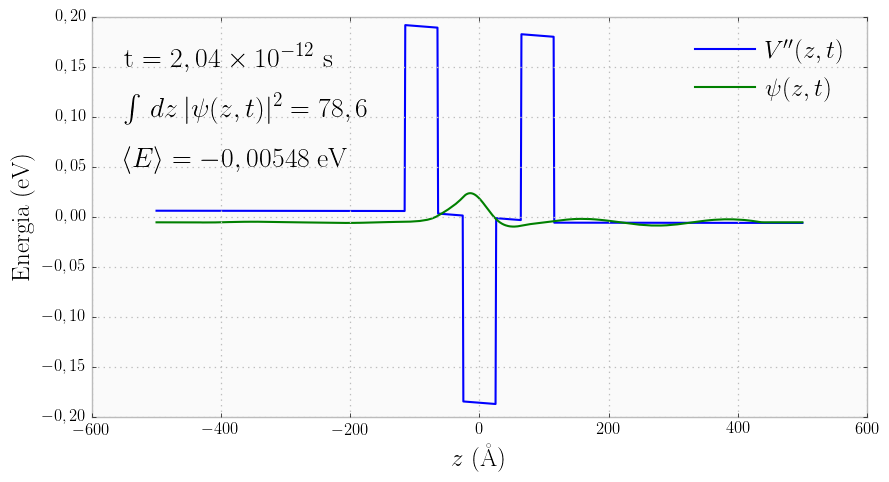 t = 2,04 × 10⁻¹² s
∫ dz |ψ(z,t)|² = 78,6
⟨E⟩ = −0,00548 eV
V''(z,t)
ψ(z,t)
Energia (eV)
0,20
0,15
0,10
0,05
0,00
−0,05
−0,10
−0,15
−0,20
−600 −400 −200 0 200 400 600
z (Å)